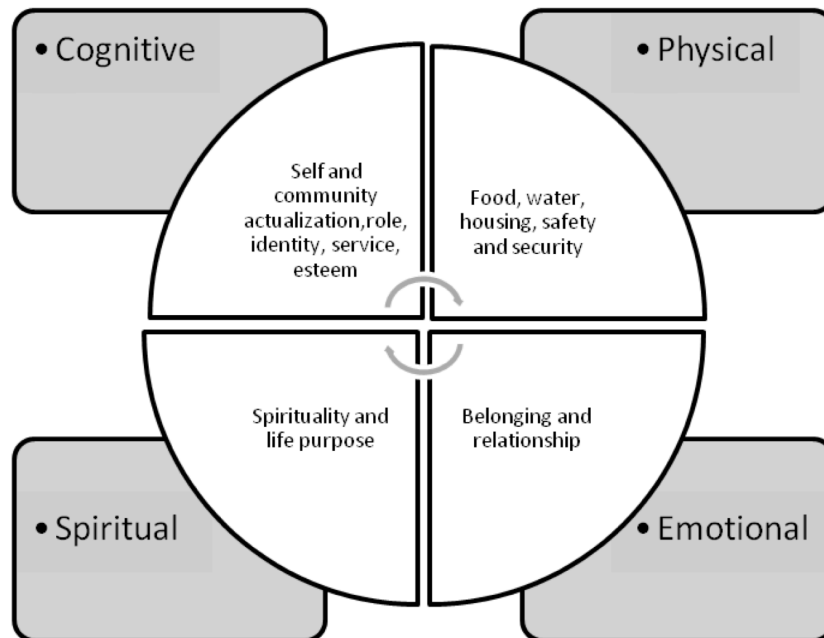 • Cognitive
• Physical
Self and
community
actualization,role,
identity, service,
esteem
Food, water,
housing, safety
and security
Spirituality and
life purpose
Belonging and
relationship
• Spiritual
• Emotional